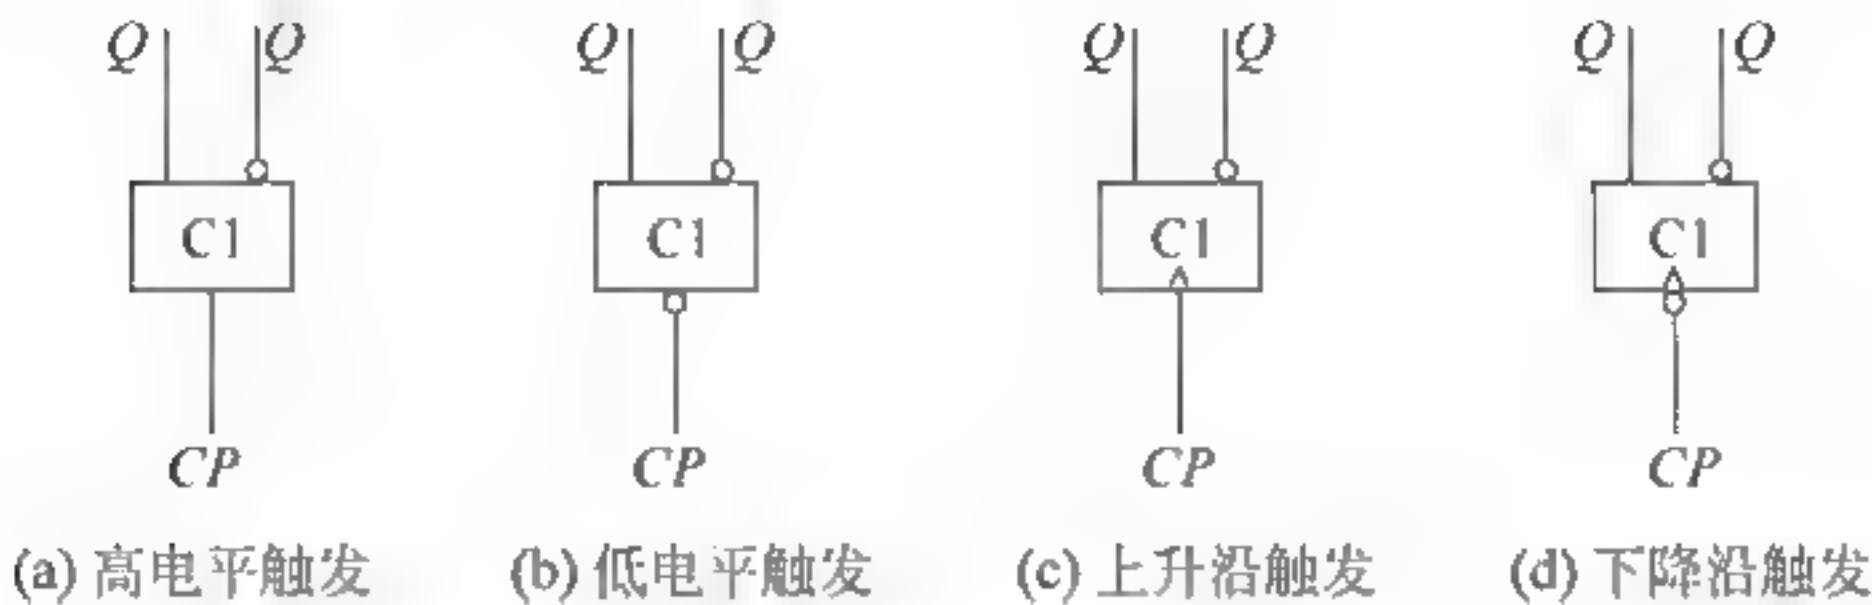 Q Q Q Q Q Q Q Q
C1 C1 C1 C1
CP CP CP CP
(a) 高电平触发 (b) 低电平触发 (c) 上升沿触发 (d) 下降沿触发